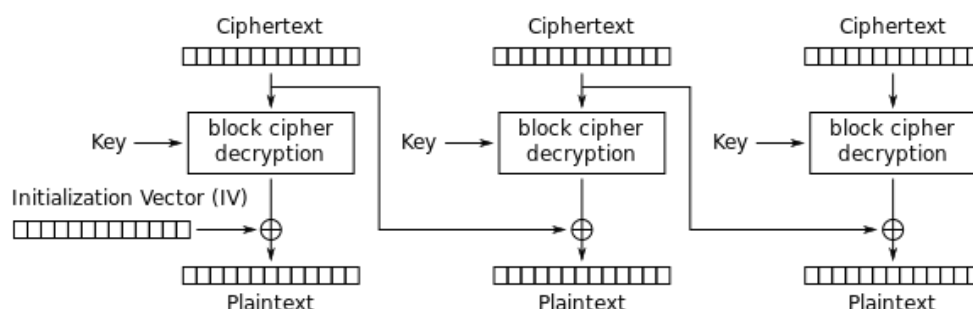 Ciphertext Ciphertext Ciphertext
Key block cipher decryption Key block cipher decryption Key block cipher decryption
Initialization Vector (IV)
Plaintext Plaintext Plaintext